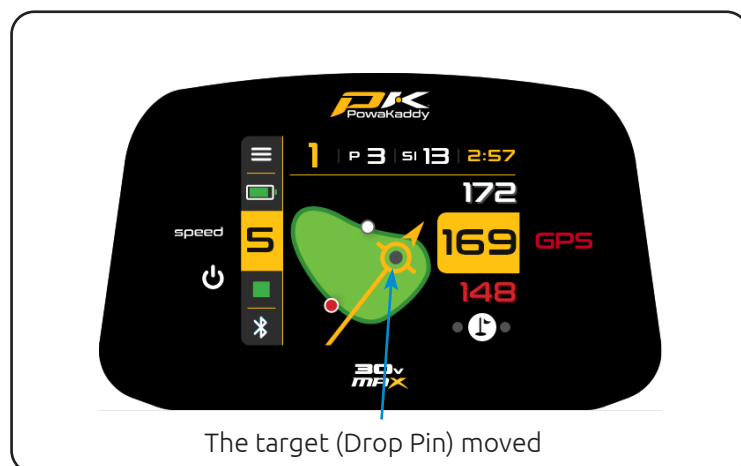 PK
PowaKaddy
1 P 3 SI 13 2:57
172
speed 5 169 GPS
148
30v
MAX
The target (Drop Pin) moved